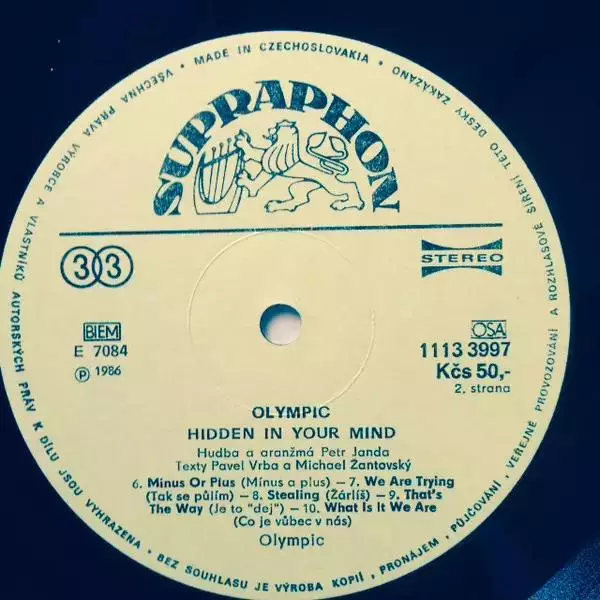 • MADE IN CZECHOSLOVAKIA •
VŠECHNA PRÁVA VÝROBCE A VLASTNÍKŮ AUTORSKÝCH PRÁV K DÍLU JSOU VYHRAZENA • BEZ SOUHLASU JE VÝROBA KOPIÍ, PRONÁJEM, PŮJČOVÁNÍ, VEŘEJNÉ PROVOZOVÁNÍ A ROZHLASOVÉ ŠÍŘENÍ TÉTO DESKY ZAKÁZÁNO
SUPRAPHON
33
STEREO
BIEM
OSA
E 7084
1113 3997
Ⓟ 1986
Kčs 50,-
2. strana
OLYMPIC
HIDDEN IN YOUR MIND
Hudba a aranžmá Petr Janda
Texty Pavel Vrba a Michael Žantovský
6. Minus Or Plus (Mínus a plus) – 7. We Are Trying
(Tak se půlím) – 8. Stealing (Žárlíš) – 9. That's
The Way (Je to "dej") – 10. What Is It We Are
(Co je vůbec v nás)
Olympic